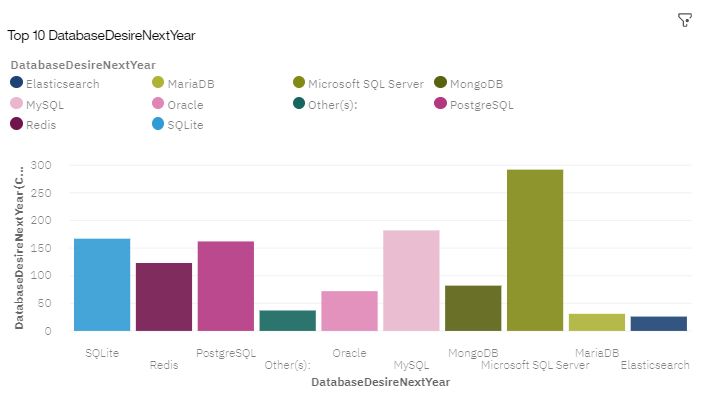 Top 10 DatabaseDesireNextYear
DatabaseDesireNextYear
Elasticsearch MariaDB Microsoft SQL Server MongoDB
MySQL Oracle Other(s): PostgreSQL
Redis SQLite
DatabaseDesireNextYear (C...
300
250
200
150
100
50
0
SQLite PostgreSQL Oracle MongoDB MariaDB
Redis Other(s): MySQL Microsoft SQL Server Elasticsearch
DatabaseDesireNextYear